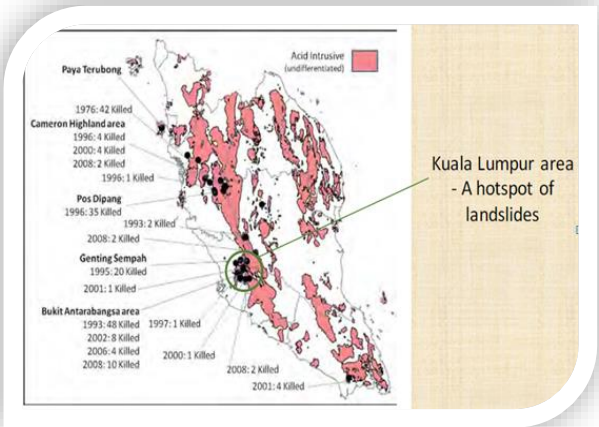 Acid intrusive
(undifferentiated)
Paya Terubong
1976: 42 Killed
Cameron Highland area
1996: 4 Killed
2000: 4 Killed
2008: 2 Killed
1996: 1 Killed
Pos Dipang
1996: 35 Killed
1993: 2 Killed
2008: 2 Killed
Genting Sempah
1995: 20 Killed
2001: 1 Killed
Bukit Antarabangsa area
1993: 48 Killed
2002: 8 Killed
2006: 4 Killed
2008: 10 Killed
1997: 1 Killed
2000: 1 Killed
2008: 2 Killed
2001: 4 Killed
Kuala Lumpur area
- A hotspot of
landslides